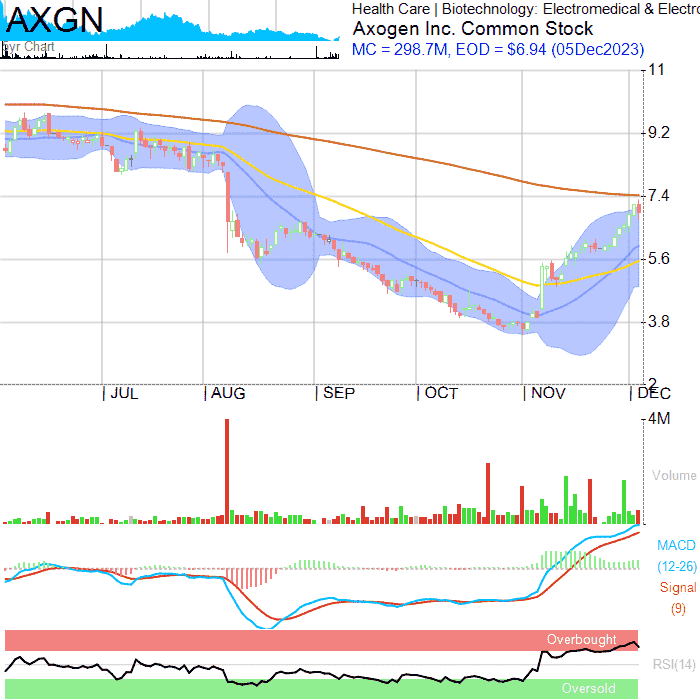 AXGN
Health Care | Biotechnology: Electromedical & Electro
Axogen Inc. Common Stock
MC = 298.7M, EOD = $6.94 (05Dec2023)
Chart
11
9.2
7.4
5.6
3.8
2
JUL AUG SEP OCT NOV DEC
4M
Volume
MACD
(12-26)
Signal
(9)
Overbought
RSI(14)
Oversold